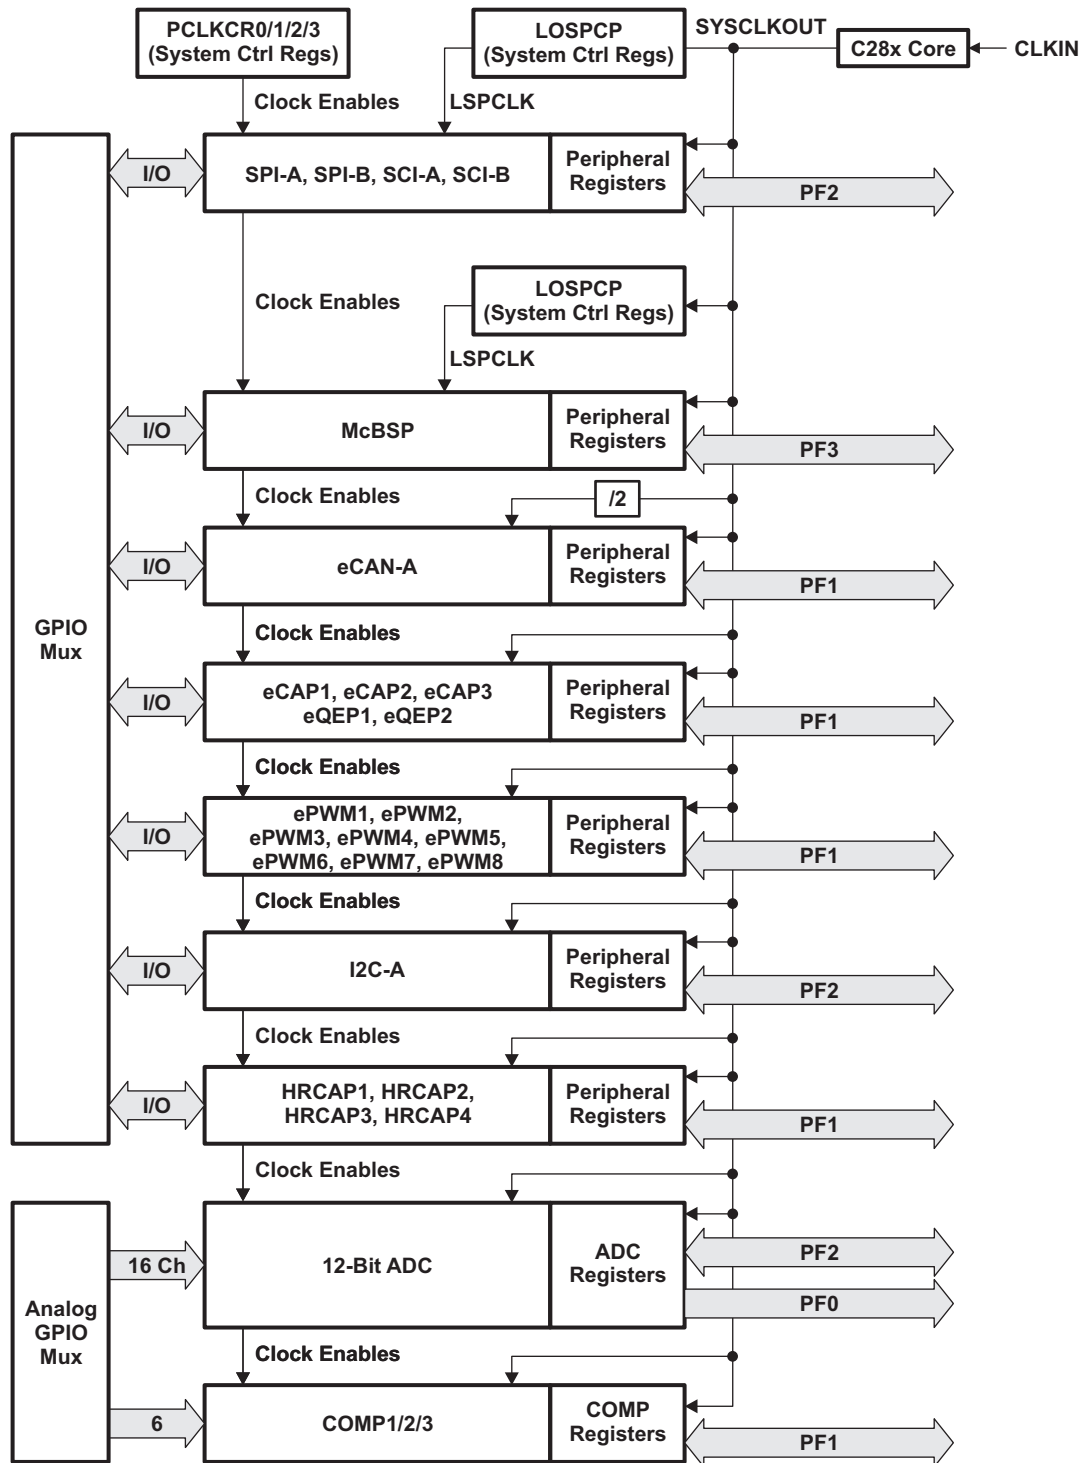 PCLKCR0/1/2/3
(System Ctrl Regs)
LOSPCP
(System Ctrl Regs)
SYSCLKOUT
C28x Core
CLKIN
Clock Enables
LSPCLK
I/O
SPI-A, SPI-B, SCI-A, SCI-B
Peripheral
Registers
PF2
Clock Enables
LOSPCP
(System Ctrl Regs)
LSPCLK
I/O
McBSP
Peripheral
Registers
PF3
Clock Enables
/2
I/O
eCAN-A
Peripheral
Registers
PF1
GPIO
Mux
Clock Enables
I/O
eCAP1, eCAP2, eCAP3
eQEP1, eQEP2
Peripheral
Registers
PF1
Clock Enables
I/O
ePWM1, ePWM2,
ePWM3, ePWM4, ePWM5,
ePWM6, ePWM7, ePWM8
Peripheral
Registers
PF1
Clock Enables
I/O
I2C-A
Peripheral
Registers
PF2
Clock Enables
I/O
HRCAP1, HRCAP2,
HRCAP3, HRCAP4
Peripheral
Registers
PF1
Clock Enables
16 Ch
12-Bit ADC
ADC
Registers
PF2
PF0
Analog
GPIO
Mux
Clock Enables
6
COMP1/2/3
COMP
Registers
PF1